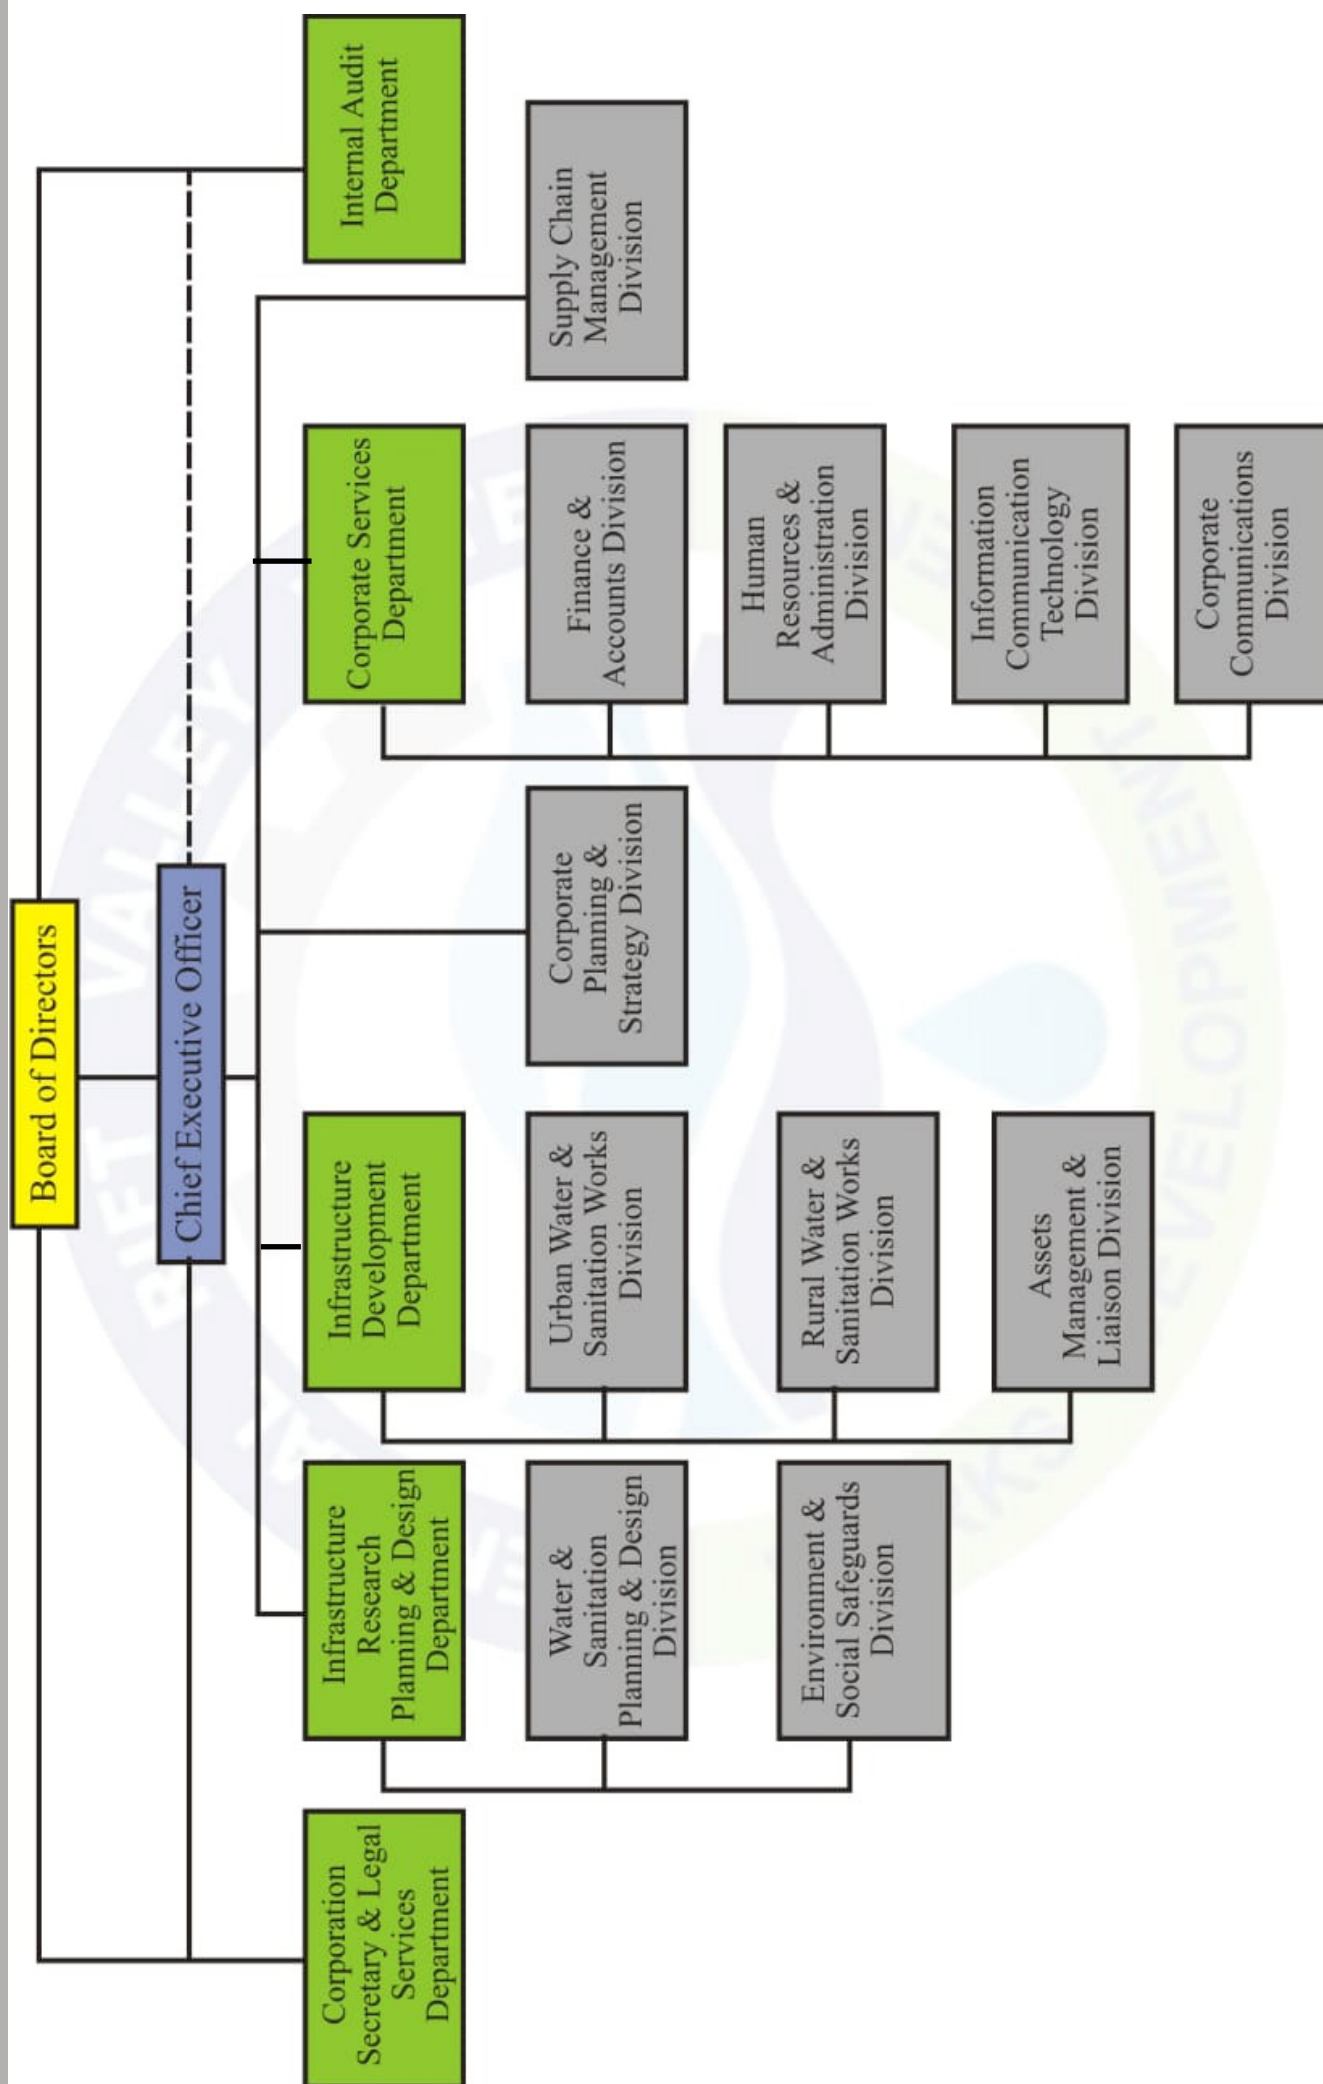 Board of Directors
Chief Executive Officer
Corporation
Secretary & Legal
Services
Department
Infrastructure
Research
Planning & Design
Department
Infrastructure
Development
Department
Corporate Services
Department
Internal Audit
Department
Water &
Sanitation
Planning & Design
Division
Urban Water &
Sanitation Works
Division
Corporate
Planning &
Strategy Division
Finance &
Accounts Division
Supply Chain
Management
Division
Environment &
Social Safeguards
Division
Rural Water &
Sanitation Works
Division
Human
Resources &
Administration
Division
Assets
Management &
Liaison Division
Information
Communication
Technology
Division
Corporate
Communications
Division
RIFT VALLEY
DEVELOPMENT